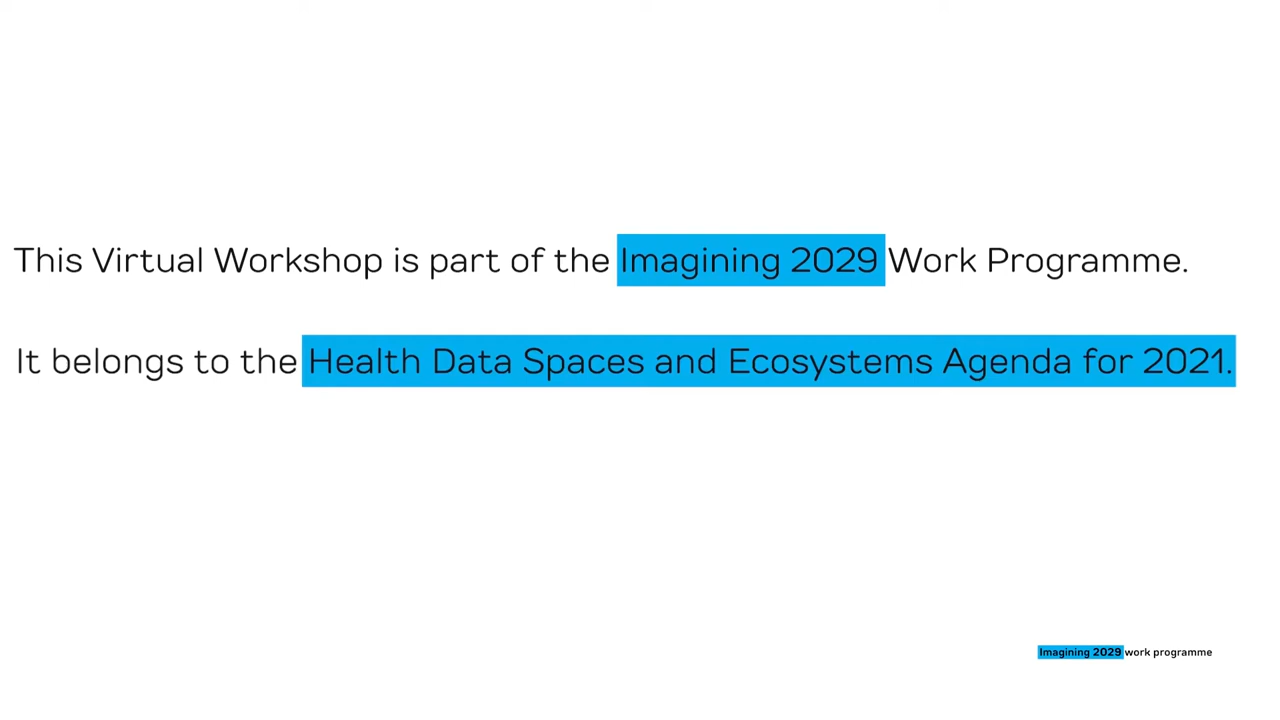 This Virtual Workshop is part of the Imagining 2029 Work Programme.
It belongs to the Health Data Spaces and Ecosystems Agenda for 2021.
Imagining 2029 work programme